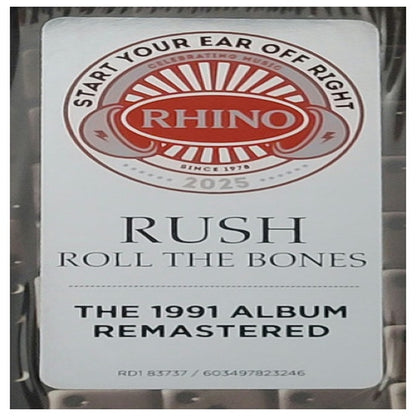 START YOUR EAR OFF RIGHT
CELEBRATING MUSIC
RHINO
SINCE 1978
2025
RUSH
ROLL THE BONES
THE 1991 ALBUM
REMASTERED
RD1 83737 / 603497823246